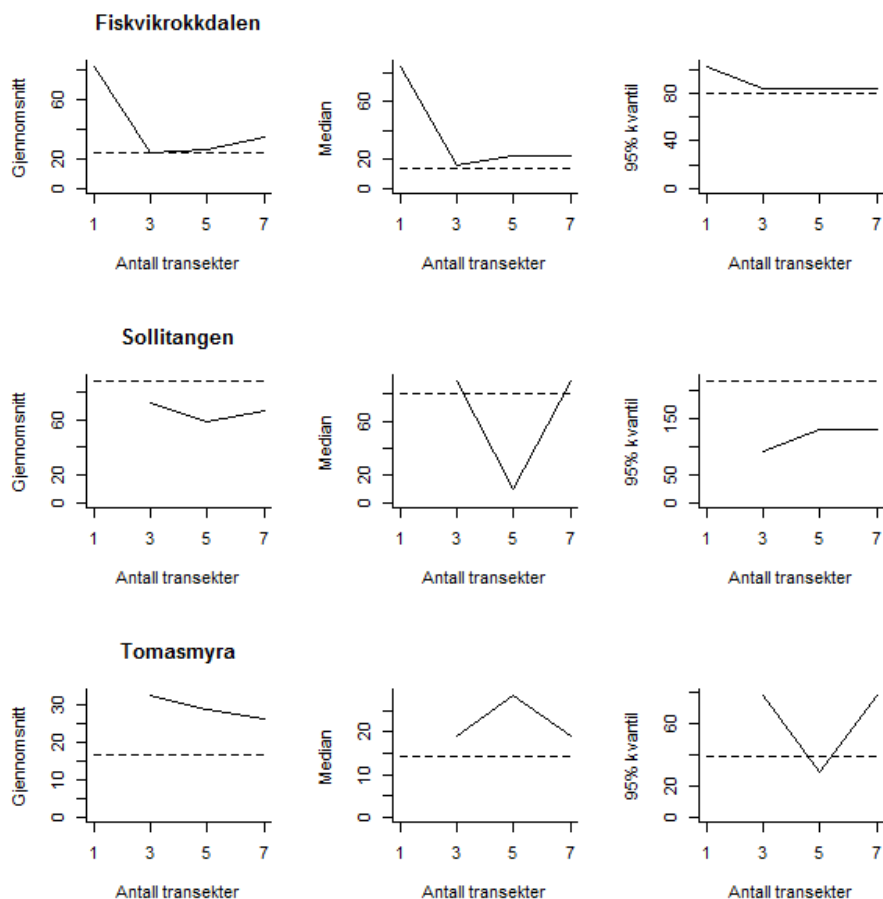 Fiskvikrokkdalen
Gjennomsnitt
0 20 60
1 3 5 7
Antall transekter
Median
0 20 60
1 3 5 7
Antall transekter
95% kvantil
0 40 80
1 3 5 7
Antall transekter
Sollitangen
Gjennomsnitt
0 20 60
1 3 5 7
Antall transekter
Median
0 20 60
1 3 5 7
Antall transekter
95% kvantil
0 50 150
1 3 5 7
Antall transekter
Tomasmyra
Gjennomsnitt
0 10 20 30
1 3 5 7
Antall transekter
Median
0 10 20
1 3 5 7
Antall transekter
95% kvantil
0 20 60
1 3 5 7
Antall transekter